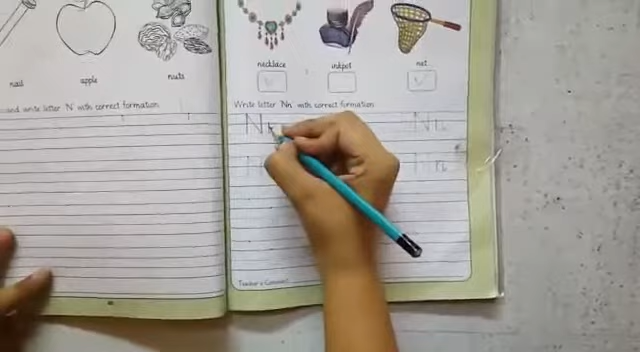 nail apple nuts
necklace inkpot net
and write letter 'N' with correct formation
Write letter 'Nn' with correct formation
N n N n
n
Teacher's Comment